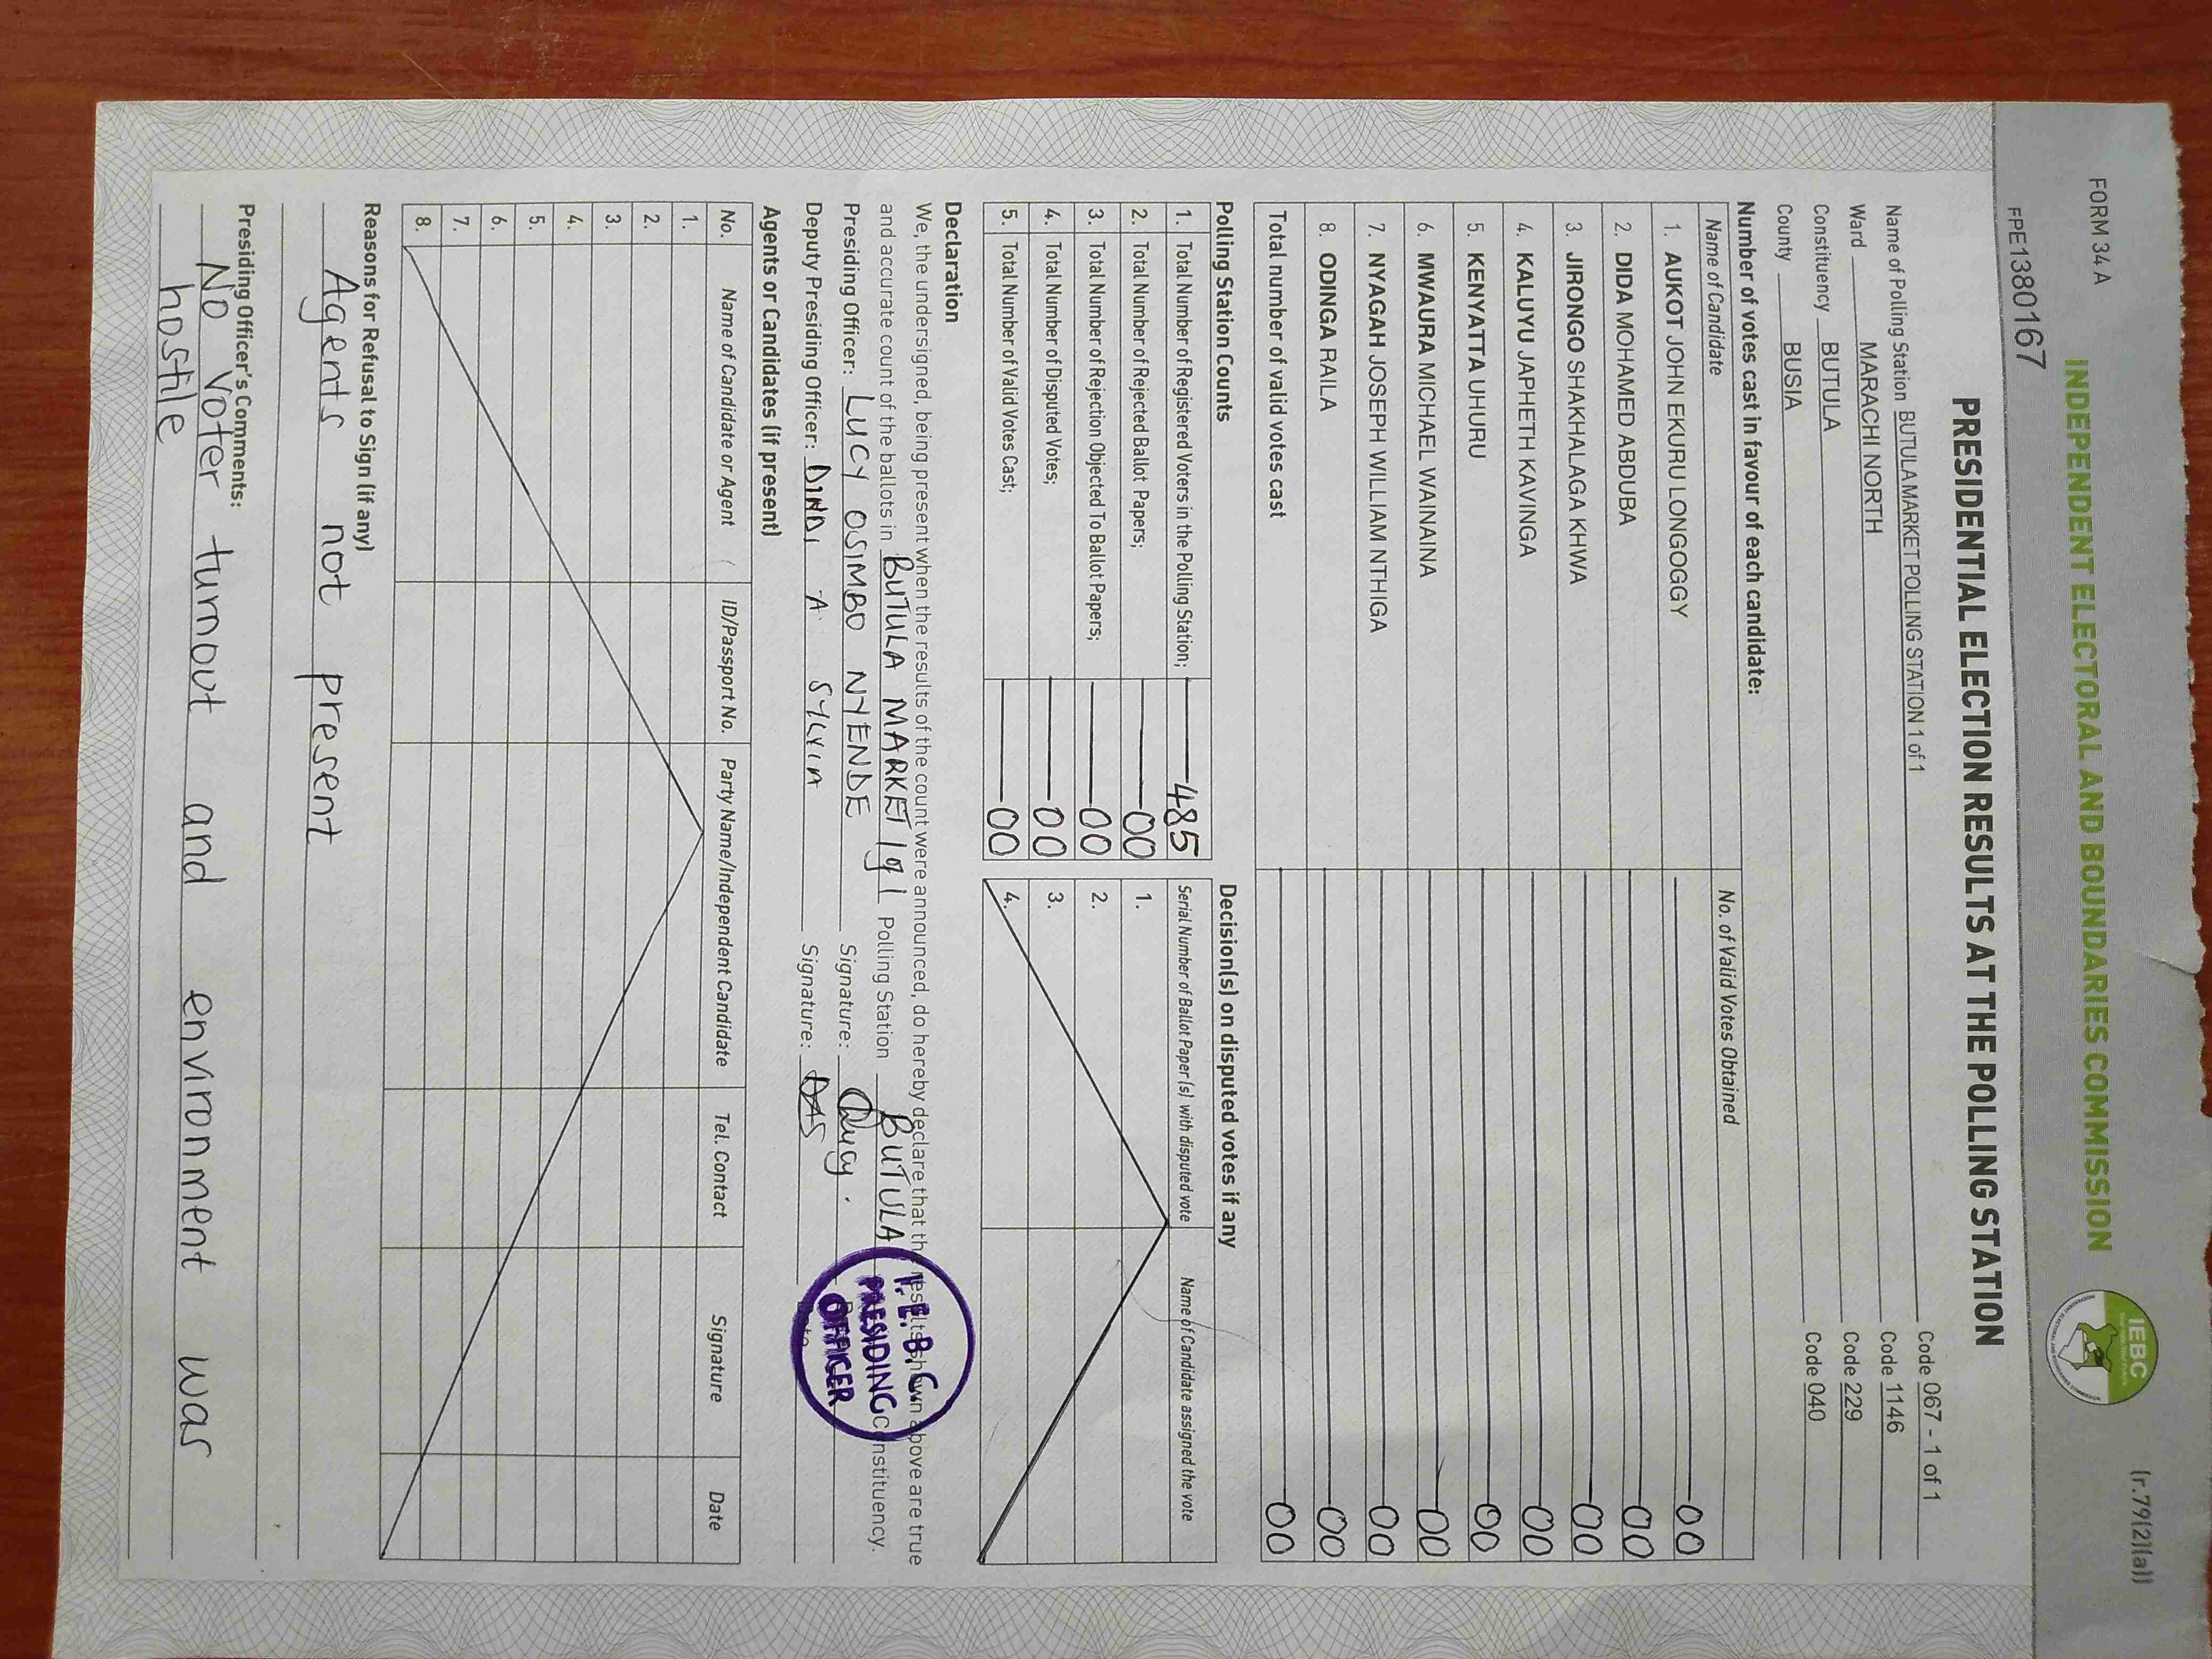 FORM 34 A
(r.79(2)(a))
INDEPENDENT ELECTORAL AND BOUNDARIES COMMISSION
IEBC
FPE1380167
PRESIDENTIAL ELECTION RESULTS AT THE POLLING STATION
Name of Polling Station BUTULA MARKET POLLING STATION 1 of 1 Code 067 - 1 of 1
Ward MARACHI NORTH Code 1146
Constituency BUTULA Code 229
County BUSIA Code 040
Number of votes cast in favour of each candidate:
Name of Candidate No. of Valid Votes Obtained
1. AUKOT JOHN EKURU LONGOGGY 00
2. DIDA MOHAMED ABDUBA 00
3. JIRONGO SHAKHALAGA KHWA 00
4. KALUYU JAPHETH KAVINGA 00
5. KENYATTA UHURU 00
6. MWAURA MICHAEL WAINAINA 00
7. NYAGAH JOSEPH WILLIAM NTHIGA 00
8. ODINGA RAILA 00
Total number of valid votes cast 00
Polling Station Counts
1. Total Number of Registered Voters in the Polling Station; 485
2. Total Number of Rejected Ballot Papers; 00
3. Total Number of Rejection Objected To Ballot Papers; 00
4. Total Number of Disputed Votes; 00
5. Total Number of Valid Votes Cast; 00
Decision(s) on disputed votes if any
Serial Number of Ballot Paper (s) with disputed vote Name of Candidate assigned the vote
1.
2.
3.
4.
Declaration
We, the undersigned, being present when the results of the count were announced, do hereby declare that the results shown above are true
and accurate count of the ballots in BUTULA MARKET 1 of 1 Polling Station BUTULA Constituency.
Presiding Officer: LUCY OSIMBO NYENDE Signature: Lucy.
Deputy Presiding Officer: DINDI A SYLVIA Signature: DAS Date
I.E.B.C
PRESIDING
OFFICER
Agents or Candidates (if present)
No. Name of Candidate or Agent ID/Passport No. Party Name/Independent Candidate Tel. Contact Signature Date
1.
2.
3.
4.
5.
6.
7.
8.
Reasons for Refusal to Sign (if any)
Agents not present
Presiding Officer's Comments:
No voter turnout and environment was
hostile